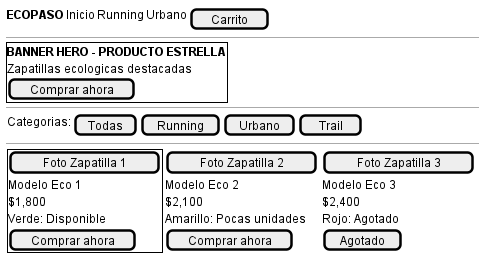 ECOPASO Inicio Running Urbano Carrito
BANNER HERO - PRODUCTO ESTRELLA
Zapatillas ecologicas destacadas
Comprar ahora
Categorias: Todas Running Urbano Trail
Foto Zapatilla 1 Foto Zapatilla 2 Foto Zapatilla 3
Modelo Eco 1 Modelo Eco 2 Modelo Eco 3
$1,800 $2,100 $2,400
Verde: Disponible Amarillo: Pocas unidades Rojo: Agotado
Comprar ahora Comprar ahora Agotado